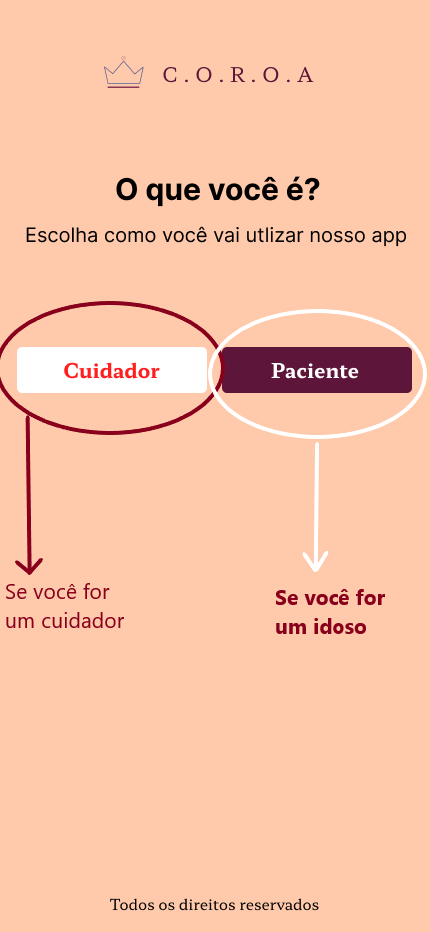 C.O.R.O.A
O que você é?
Escolha como você vai utlizar nosso app
Cuidador
Paciente
Se você for
um cuidador
Se você for
um idoso
Todos os direitos reservados